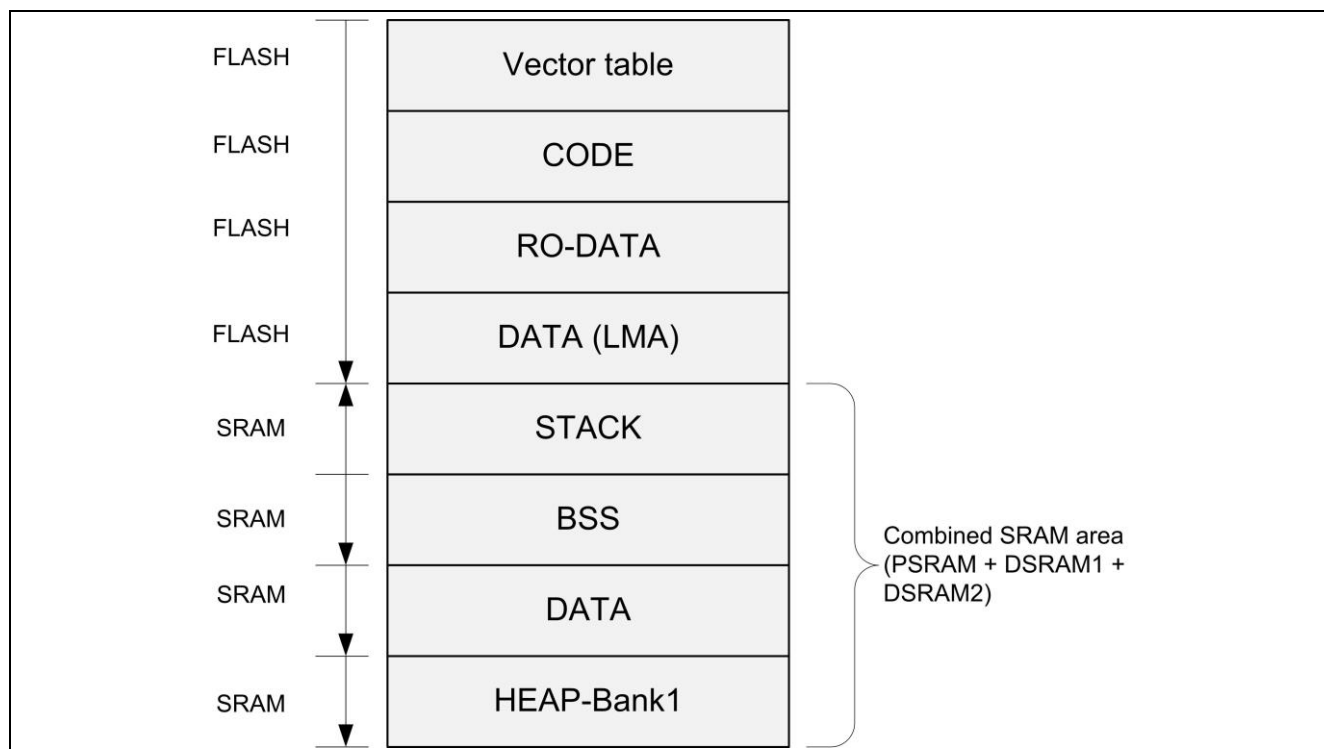 FLASH
Vector table
FLASH
CODE
FLASH
RO-DATA
FLASH
DATA (LMA)
SRAM
STACK
SRAM
BSS
SRAM
DATA
SRAM
HEAP-Bank1
Combined SRAM area
(PSRAM + DSRAM1 +
DSRAM2)